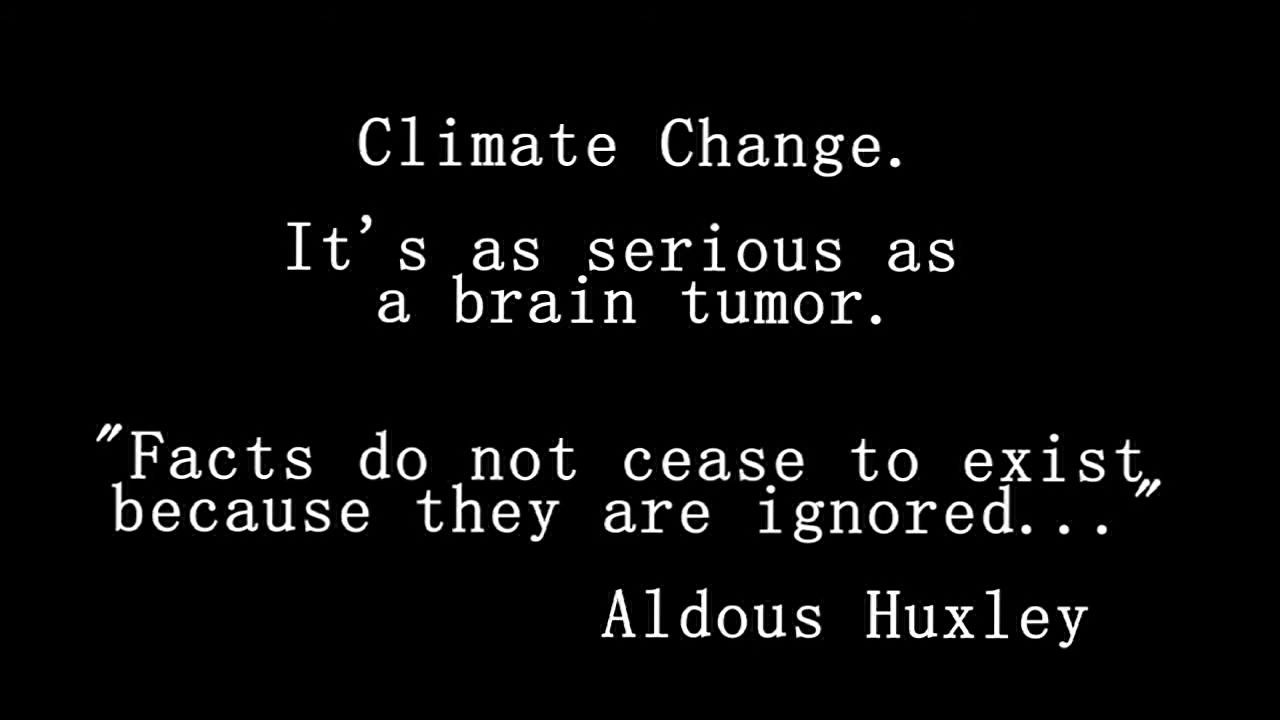 Climate Change.
It's as serious as
a brain tumor.
"Facts do not cease to exist
because they are ignored..."
Aldous Huxley